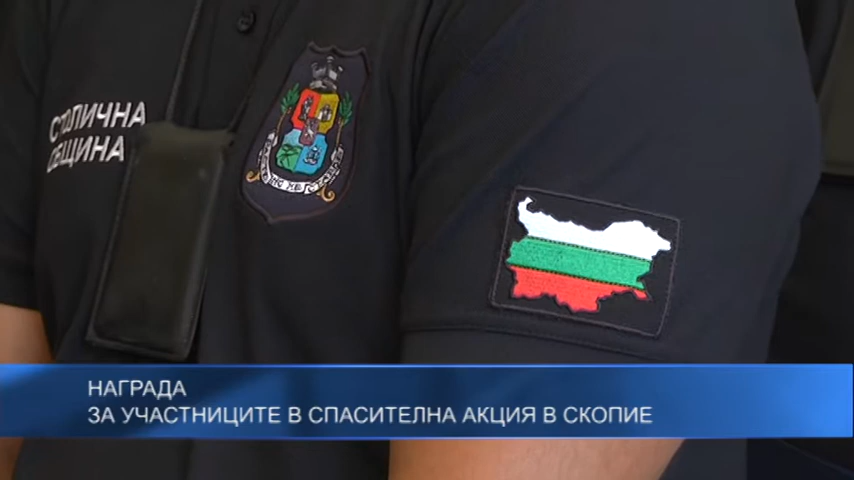 СТОЛИЧНА
ОБЩИНА
НАГРАДА
ЗА УЧАСТНИЦИТЕ В СПАСИТЕЛНА АКЦИЯ В СКОПИЕ